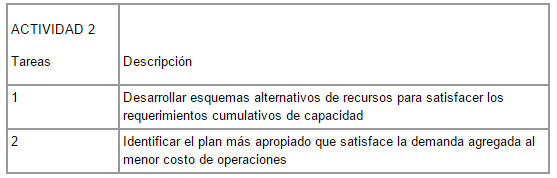 ACTIVIDAD 2
Tareas
Descripción
1
Desarrollar esquemas alternativos de recursos para satisfacer los
requerimientos cumulativos de capacidad
2
Identificar el plan más apropiado que satisface la demanda agregada al
menor costo de operaciones